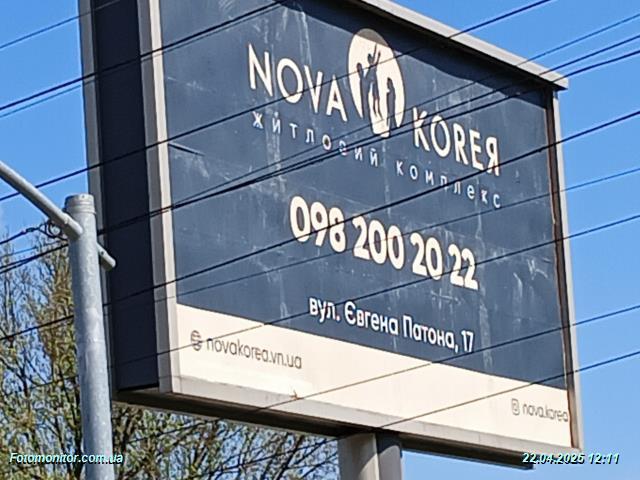 NOVA KOREЯ
житловий комплекс
098 200 20 22
вул. Євгена Патона, 17
novakorea.vn.ua
nova.korea
Fotomonitor.com.ua
22.04.2025 12:11